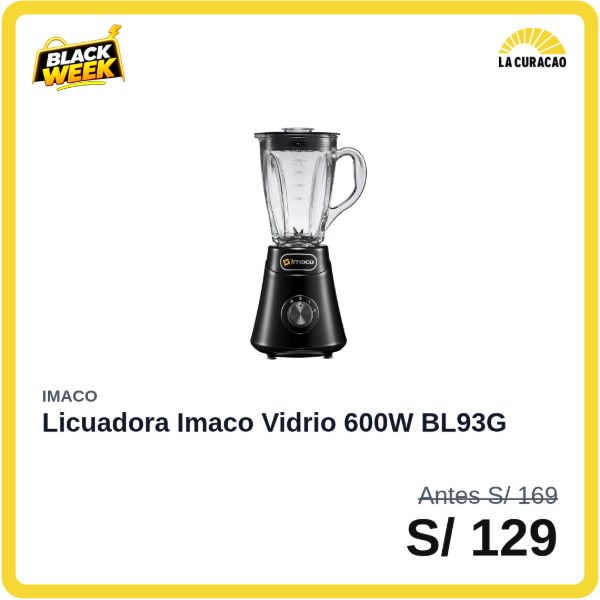 BLACK
WEEK
LA CURACAO
imaco
IMACO
Licuadora Imaco Vidrio 600W BL93G
Antes S/ 169
S/ 129